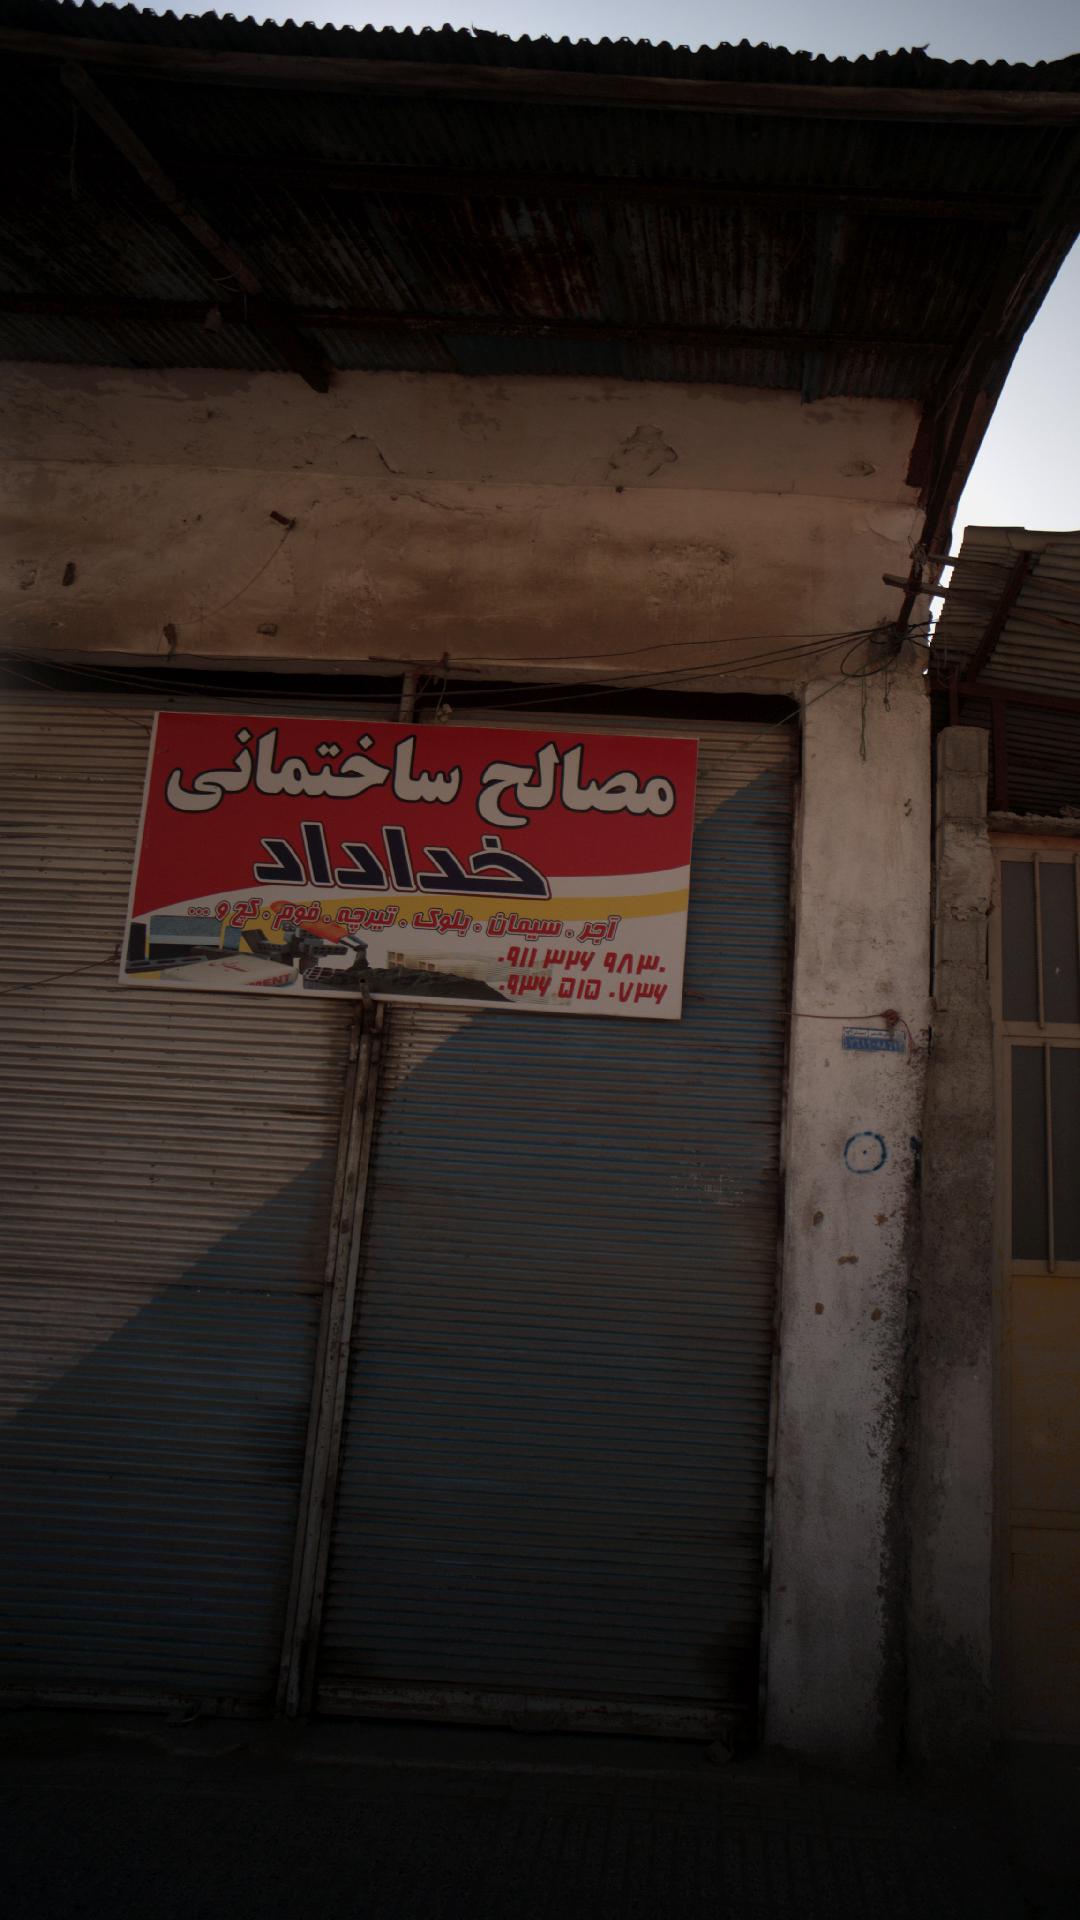 مصالح ساختمانی
خداداد
آجر . سیمان . بلوک . تیرچه . فوم . گچ و ...
۰۹۱۱ ۳۲۶ ۹۸۳۰
۰۹۳۶ ۵۱۵ ۰۷۳۶